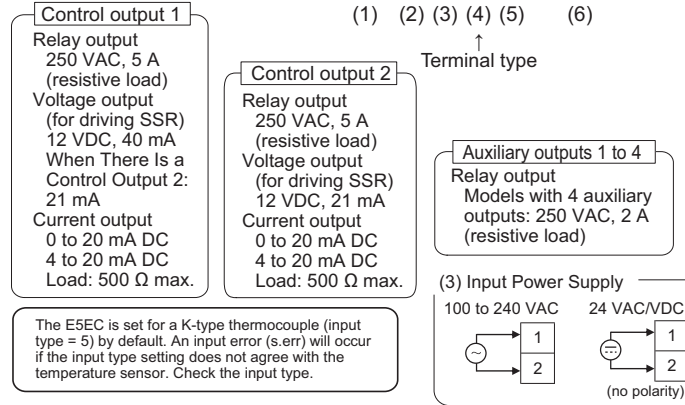 Control output 1
Relay output
250 VAC, 5 A
(resistive load)
Voltage output
(for driving SSR)
12 VDC, 40 mA
When There Is a
Control Output 2:
21 mA
Current output
0 to 20 mA DC
4 to 20 mA DC
Load: 500 Ω max.
Control output 2
Relay output
250 VAC, 5 A
(resistive load)
Voltage output
(for driving SSR)
12 VDC, 21 mA
Current output
0 to 20 mA DC
4 to 20 mA DC
Load: 500 Ω max.
(1) (2) (3) (4) (5) (6)
↑
Terminal type
Auxiliary outputs 1 to 4
Relay output
Models with 4 auxiliary
outputs: 250 VAC, 2 A
(resistive load)
The E5EC is set for a K-type thermocouple (input
type = 5) by default. An input error (s.err) will occur
if the input type setting does not agree with the
temperature sensor. Check the input type.
(3) Input Power Supply
100 to 240 VAC
1
2
24 VAC/VDC
1
2
(no polarity)